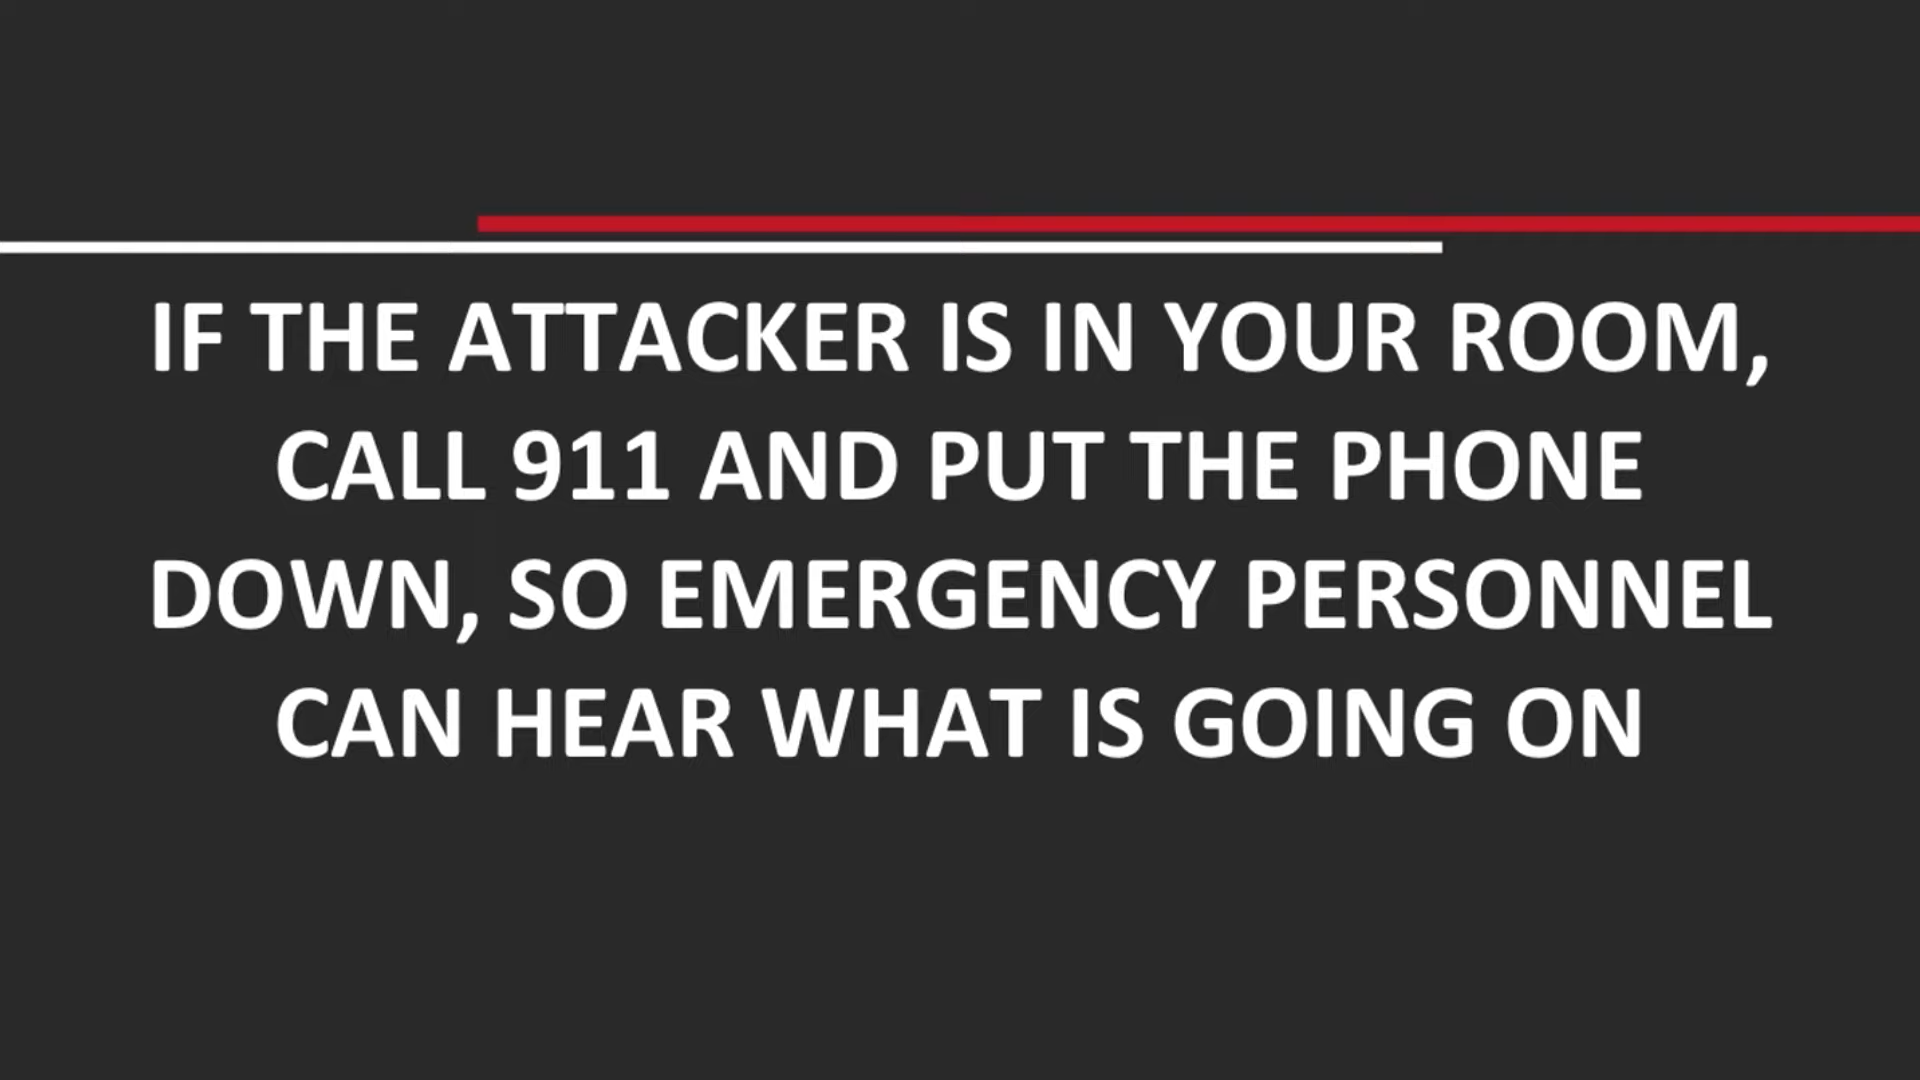 IF THE ATTACKER IS IN YOUR ROOM,
CALL 911 AND PUT THE PHONE
DOWN, SO EMERGENCY PERSONNEL
CAN HEAR WHAT IS GOING ON